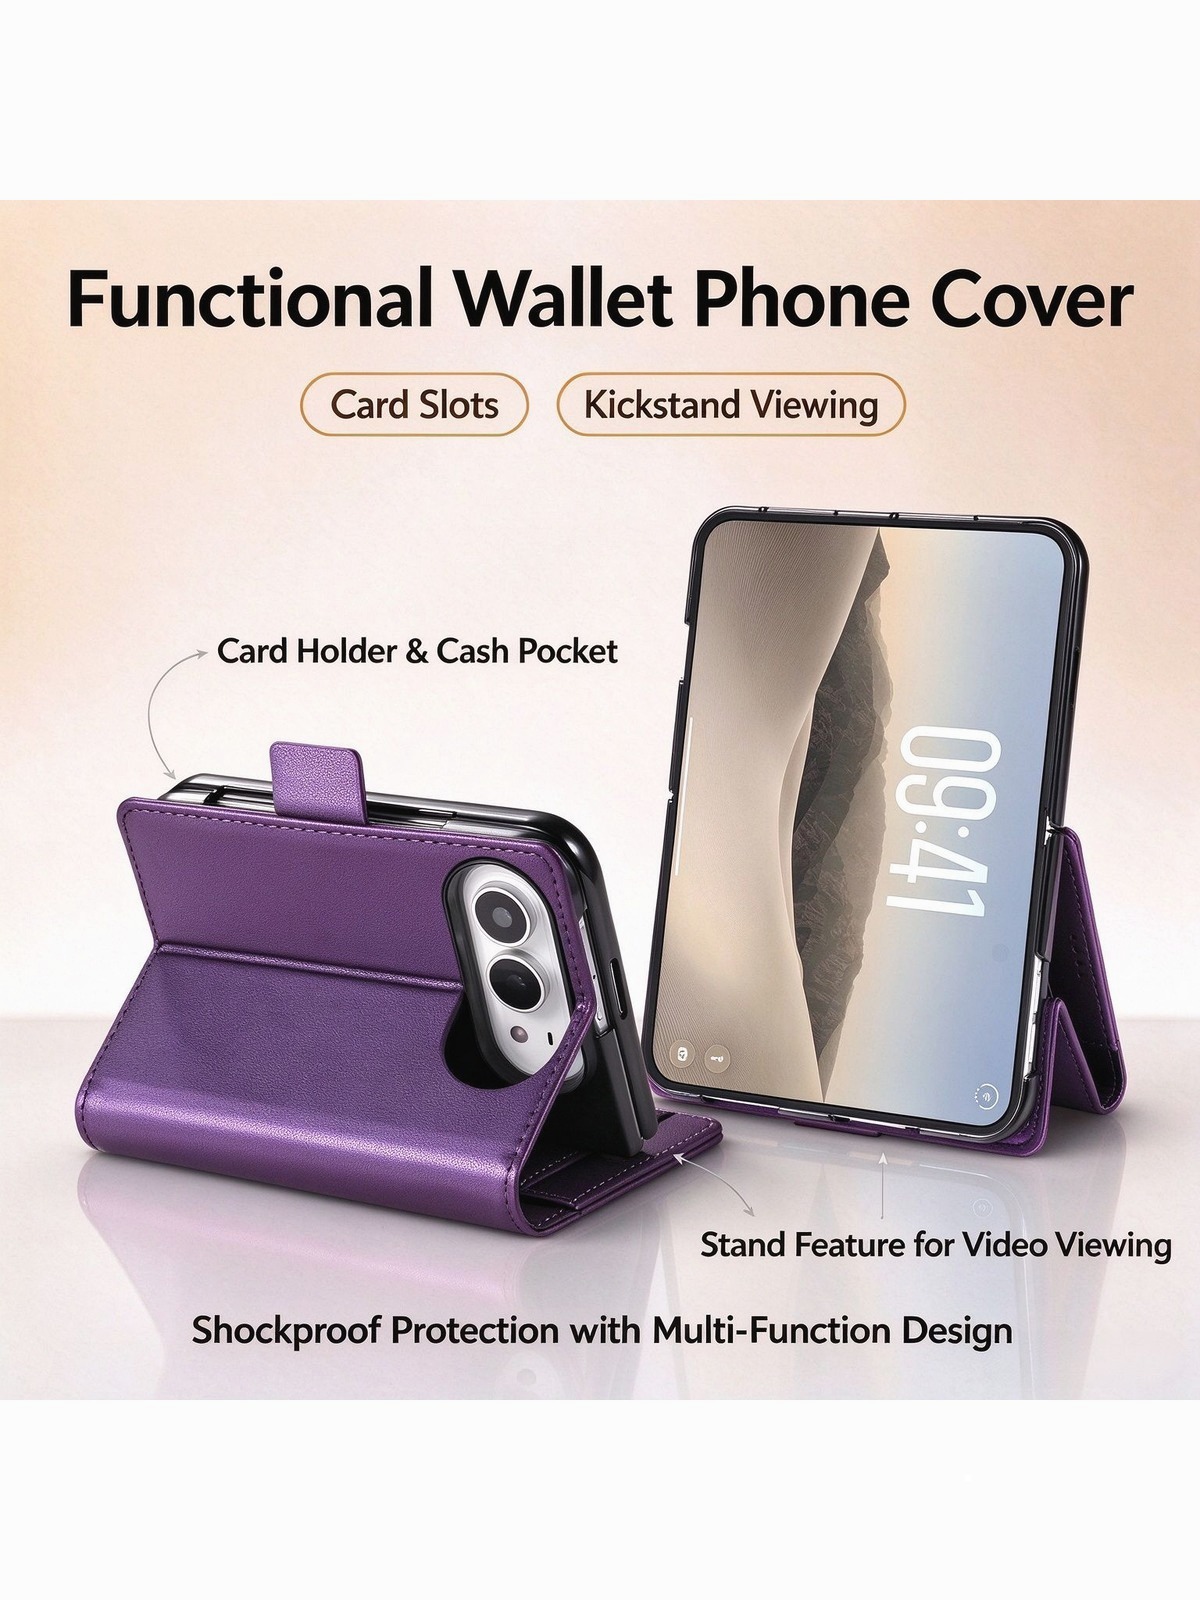 Functional Wallet Phone Cover
Card Slots
Kickstand Viewing
Card Holder & Cash Pocket
09:41
Stand Feature for Video Viewing
Shockproof Protection with Multi-Function Design